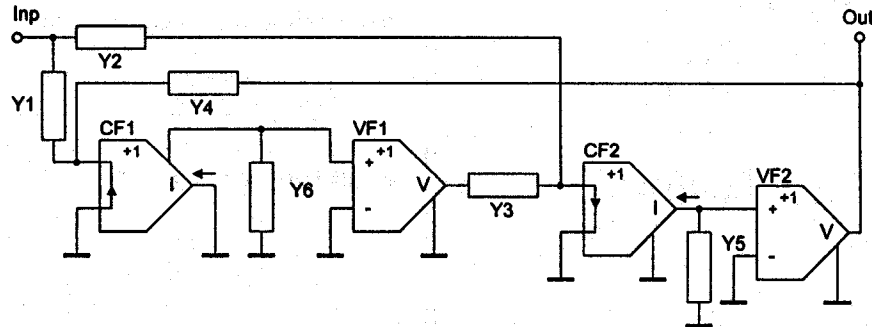 Inp
Out
Y2
Y1
Y4
CF1
+1
I
Y6
VF1
+
+1
-
V
Y3
CF2
+1
I
Y5
VF2
+
+1
-
V